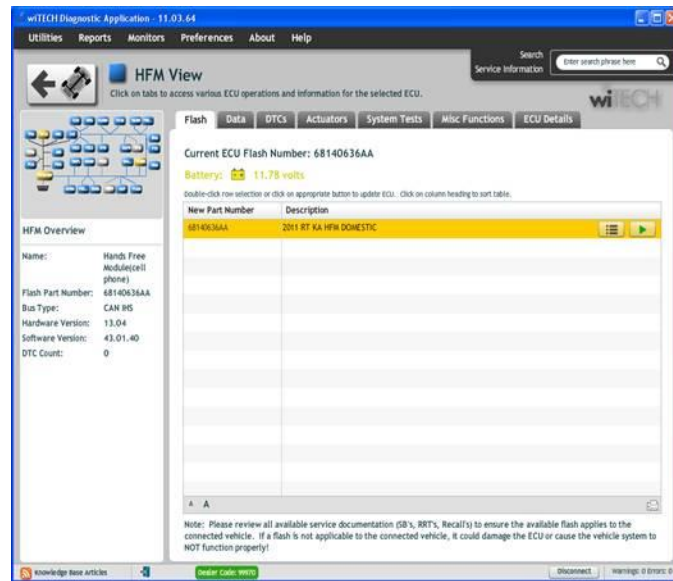 wiTECH Diagnostic Application - 11.03.64
Utilities Reports Monitors Preferences About Help
Search
Service Information
Enter search phrase here
HFM View
Click on tabs to access various ECU operations and information for the selected ECU.
wiTECH
Flash Data DTCs Actuators System Tests Misc Functions ECU Details
Current ECU Flash Number: 68140636AA
Battery: 11.78 volts
Double-click row selection or click on appropriate button to update ECU. Click on column heading to sort table.
New Part Number Description
68140636AA 2011 RT KA HFM DOMESTIC
HFM Overview
Name: Hands Free
Module(cell
phone)
Flash Part Number: 68140636AA
Bus Type: CAN IHS
Hardware Version: 13.04
Software Version: 43.01.40
DTC Count: 0
A A
Note: Please review all available service documentation (SB's, RRT's, Recall's) to ensure the available flash applies to the
connected vehicle. If a flash is not applicable to the connected vehicle, it could damage the ECU or cause the vehicle system to
NOT function properly!
Knowledge Base Articles
Dealer Code: 99970
Disconnect
Warnings: 0 Errors: 0